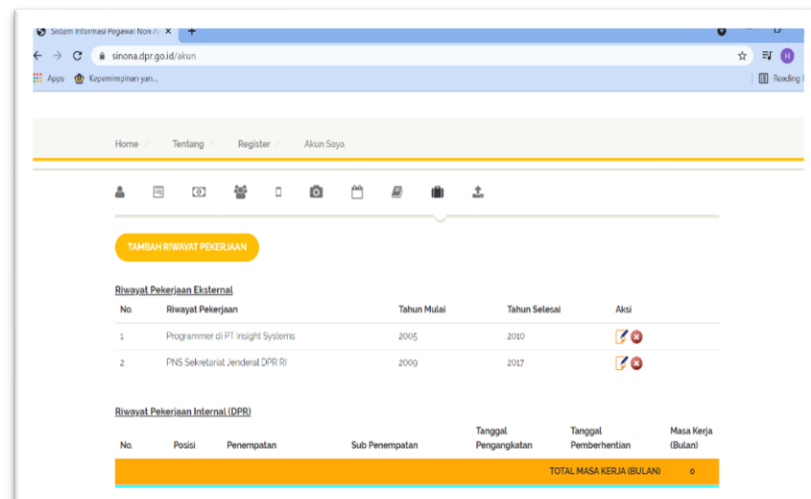 Sistem Informasi Pegawai Non A
sinona.dpr.go.id/akun
Apps Kepemimpinan yan...
Reading
Home / Tentang / Register / Akun Saya
TAMBAH RIWAYAT PEKERJAAN
Riwayat Pekerjaan Eksternal
No. Riwayat Pekerjaan Tahun Mulai Tahun Selesai Aksi
1 Programmer di PT Insight Systems 2005 2010
2 PNS Sekretariat Jenderal DPR RI 2009 2017
Riwayat Pekerjaan Internal (DPR)
No. Posisi Penempatan Sub Penempatan Tanggal Pengangkatan Tanggal Pemberhentian Masa Kerja (Bulan)
TOTAL MASA KERJA (BULAN) 0